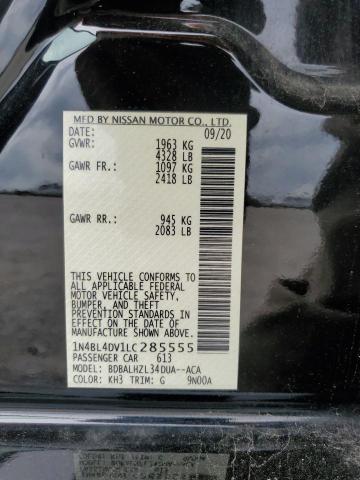 MFD BY NISSAN MOTOR CO., LTD.
DATE: 09/20
GVWR: 1963 KG
4328 LB
GAWR FR.: 1097 KG
2418 LB
GAWR RR.: 945 KG
2083 LB
THIS VEHICLE CONFORMS TO
ALL APPLICABLE FEDERAL
MOTOR VEHICLE SAFETY,
BUMPER, AND THEFT
PREVENTION STANDARDS IN
EFFECT ON THE DATE OF
MANUFACTURE SHOWN ABOVE.
1N4BL4DV1LC285555
PASSENGER CAR 613
MODEL: BDBALHZL34DUA--ACA
COLOR: KH3 TRIM: G 9N00A